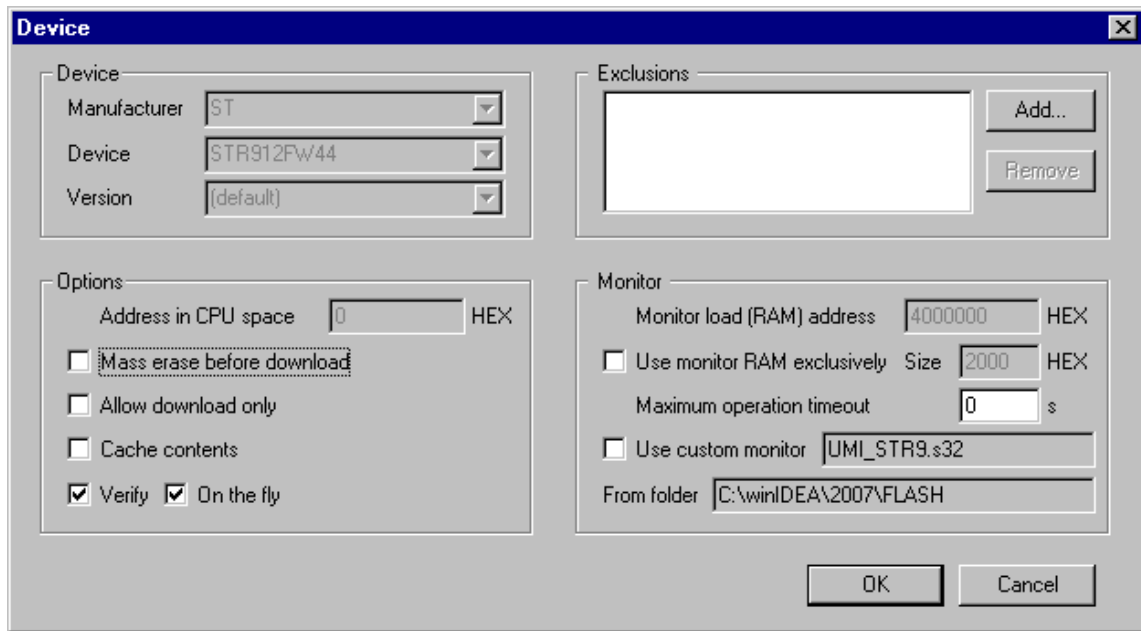 Device
Device
Manufacturer ST
Device STR912FW44
Version (default)
Exclusions
Add...
Remove
Options
Address in CPU space 0 HEX
Mass erase before download
Allow download only
Cache contents
Verify On the fly
Monitor
Monitor load (RAM) address 4000000 HEX
Use monitor RAM exclusively Size 2000 HEX
Maximum operation timeout 0 s
Use custom monitor UMI_STR9.s32
From folder C:\winIDEA\2007\FLASH
OK Cancel